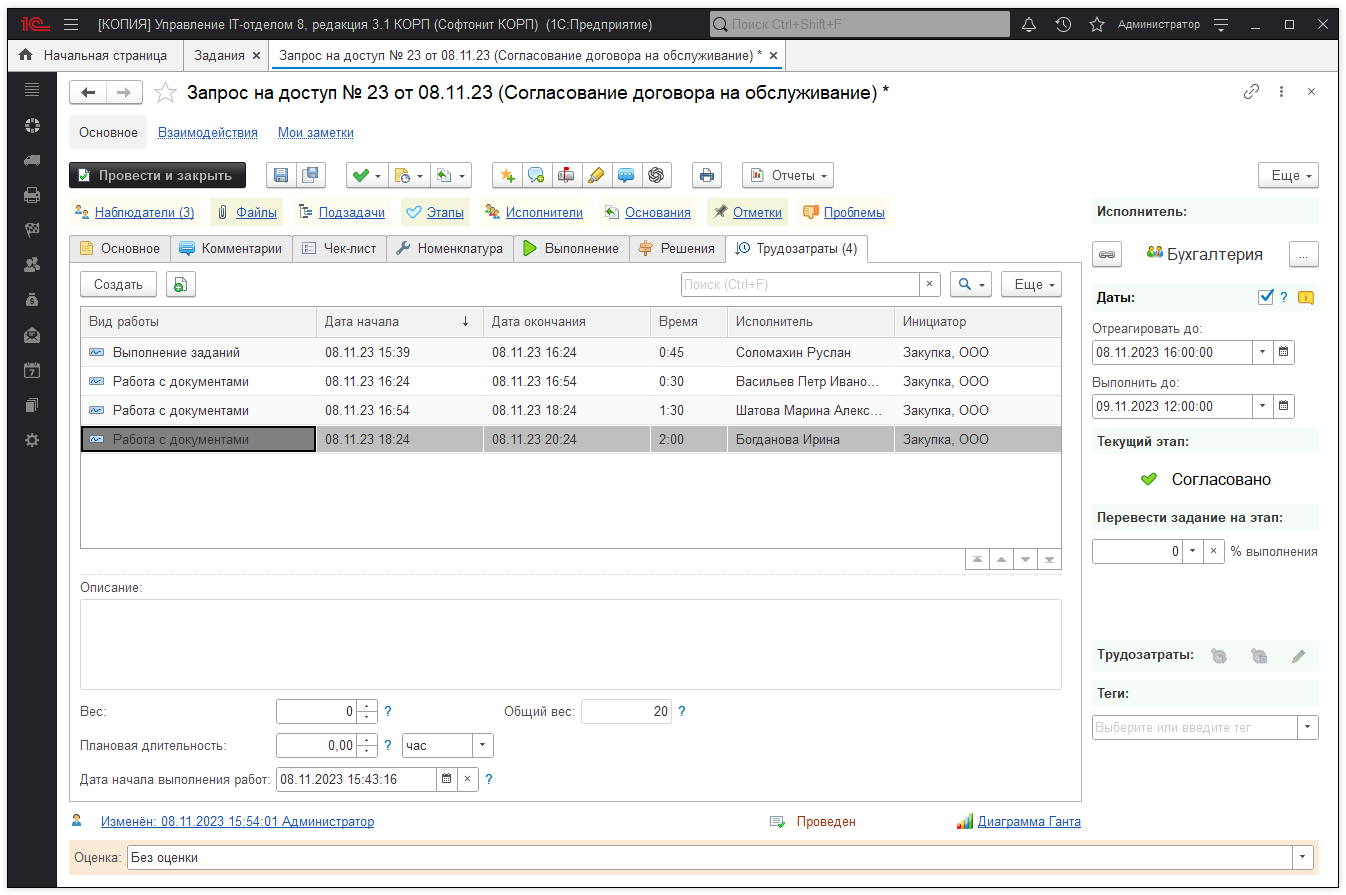 [КОПИЯ] Управление IT-отделом 8, редакция 3.1 КОРП (Софтонит КОРП) (1С:Предприятие) Поиск Ctrl+Shift+F Администратор
Начальная страница Задания × Запрос на доступ № 23 от 08.11.23 (Согласование договора на обслуживание) * ×
Запрос на доступ № 23 от 08.11.23 (Согласование договора на обслуживание) *
Основное Взаимодействия Мои заметки
Провести и закрыть Отчеты Еще
Наблюдатели (3) Файлы Подзадачи Этапы Исполнители Основания Отметки Проблемы
Основное Комментарии Чек-лист Номенклатура Выполнение Решения Трудозатраты (4)
Создать Поиск (Ctrl+F) × Еще
Вид работы Дата начала ↓ Дата окончания Время Исполнитель Инициатор
Выполнение заданий 08.11.23 15:39 08.11.23 16:24 0:45 Соломахин Руслан Закупка, ООО
Работа с документами 08.11.23 16:24 08.11.23 16:54 0:30 Васильев Петр Ивано... Закупка, ООО
Работа с документами 08.11.23 16:54 08.11.23 18:24 1:30 Шатова Марина Алекс... Закупка, ООО
Работа с документами 08.11.23 18:24 08.11.23 20:24 2:00 Богданова Ирина Закупка, ООО
Описание:
Вес: 0 ? Общий вес: 20 ?
Плановая длительность: 0,00 ? час
Дата начала выполнения работ: 08.11.2023 15:43:16 × ?
Изменён: 08.11.2023 15:54:01 Администратор Проведен Диаграмма Ганта
Оценка: Без оценки
Исполнитель:
Бухгалтерия ...
Даты: ?
Отреагировать до:
08.11.2023 16:00:00
Выполнить до:
09.11.2023 12:00:00
Текущий этап:
Согласовано
Перевести задание на этап:
0 × % выполнения
Трудозатраты:
Теги:
Выберите или введите тег